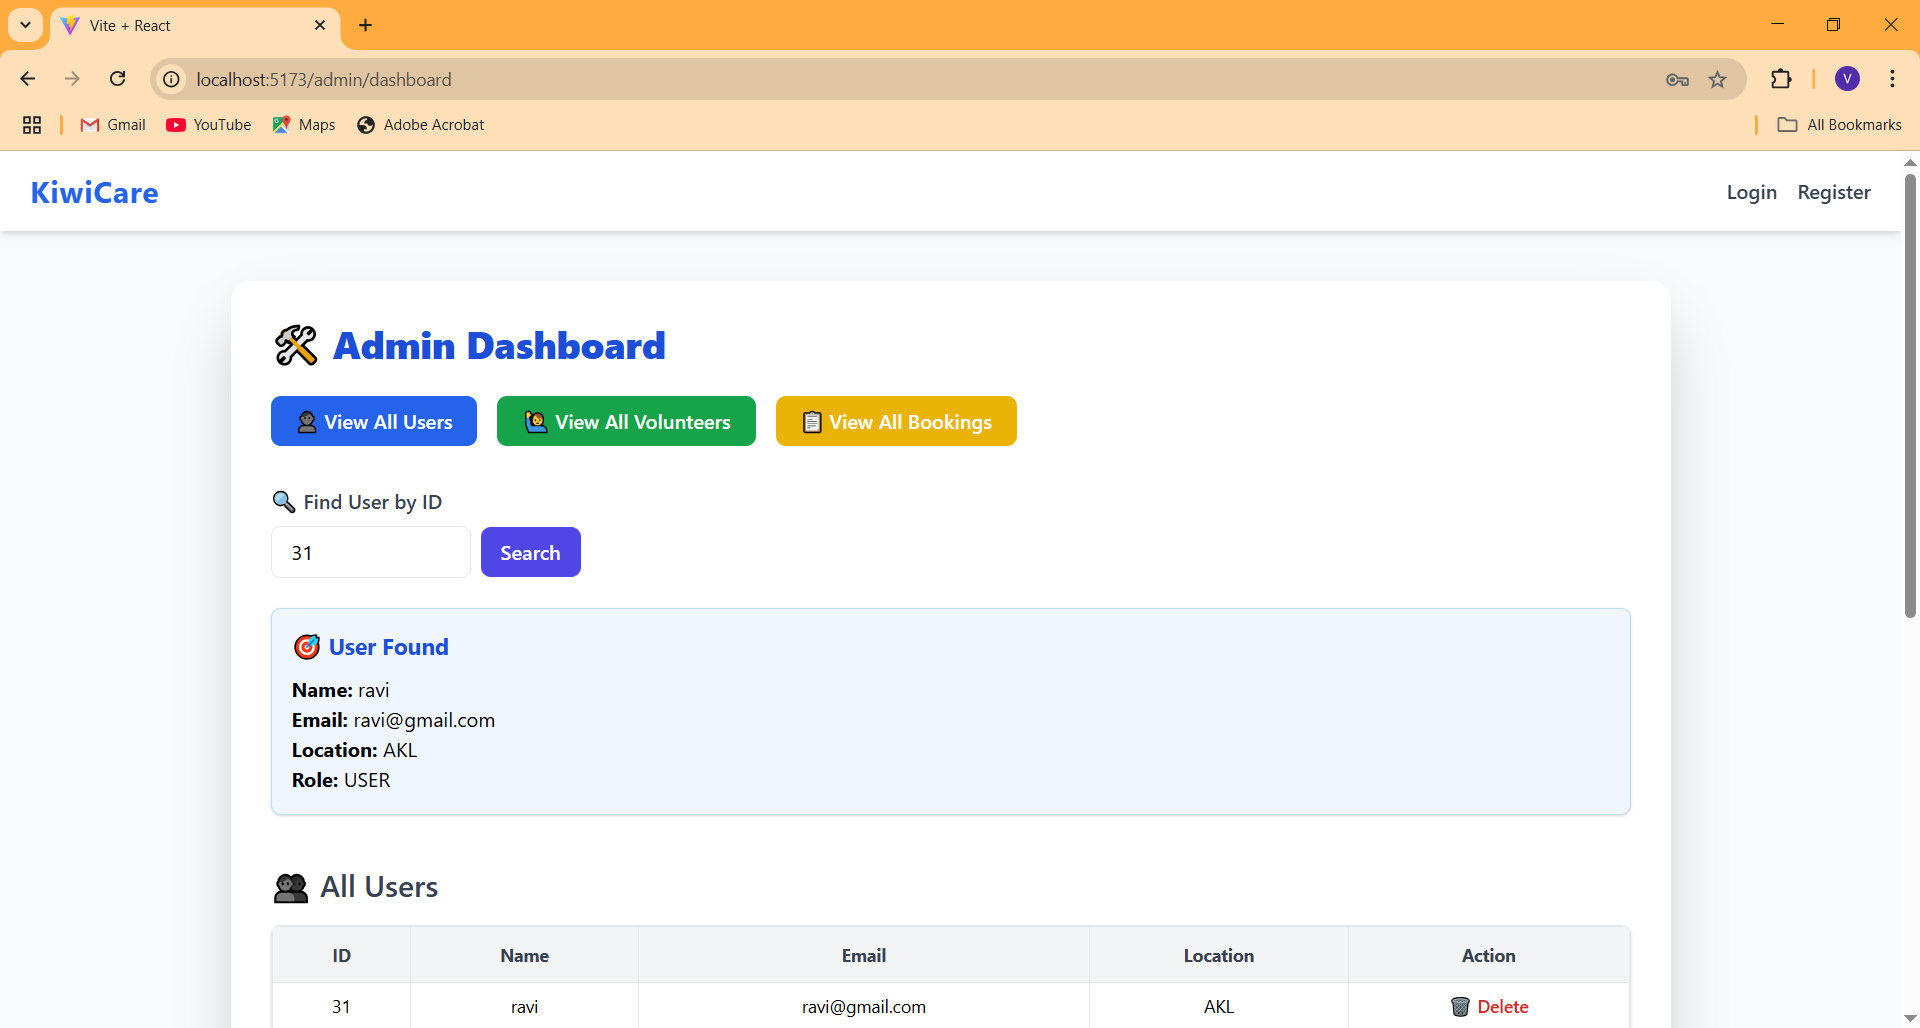 Vite + React
localhost:5173/admin/dashboard
V
Gmail YouTube Maps Adobe Acrobat All Bookmarks
KiwiCare Login Register
Admin Dashboard
View All Users View All Volunteers View All Bookings
Find User by ID
31 Search
User Found
Name: ravi
Email: ravi@gmail.com
Location: AKL
Role: USER
All Users
ID Name Email Location Action
31 ravi ravi@gmail.com AKL Delete